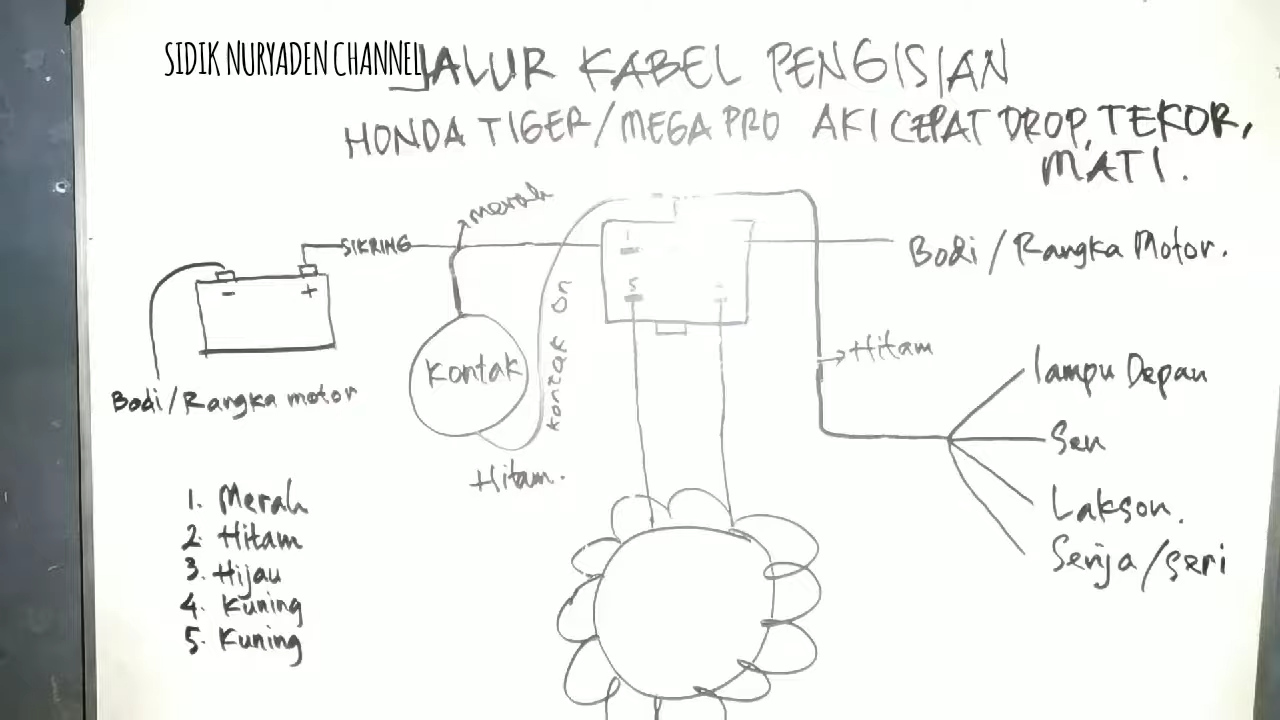 SIDIK NURYADEN CHANNEL
JALUR KABEL PENGISIAN
HONDA TIGER/MEGA PRO AKI CEPAT DROP, TEKOR,
MATI.
merah
SIKRING
Bodi/Rangka Motor.
- +
1
5
Kontak
Kontak On
Hitam
Bodi/Rangka motor
lampu Depan
Sen
Hitam.
Lakson.
Senja/seri
1. Merah
2. Hitam
3. Hijau
4. Kuning
5. Kuning